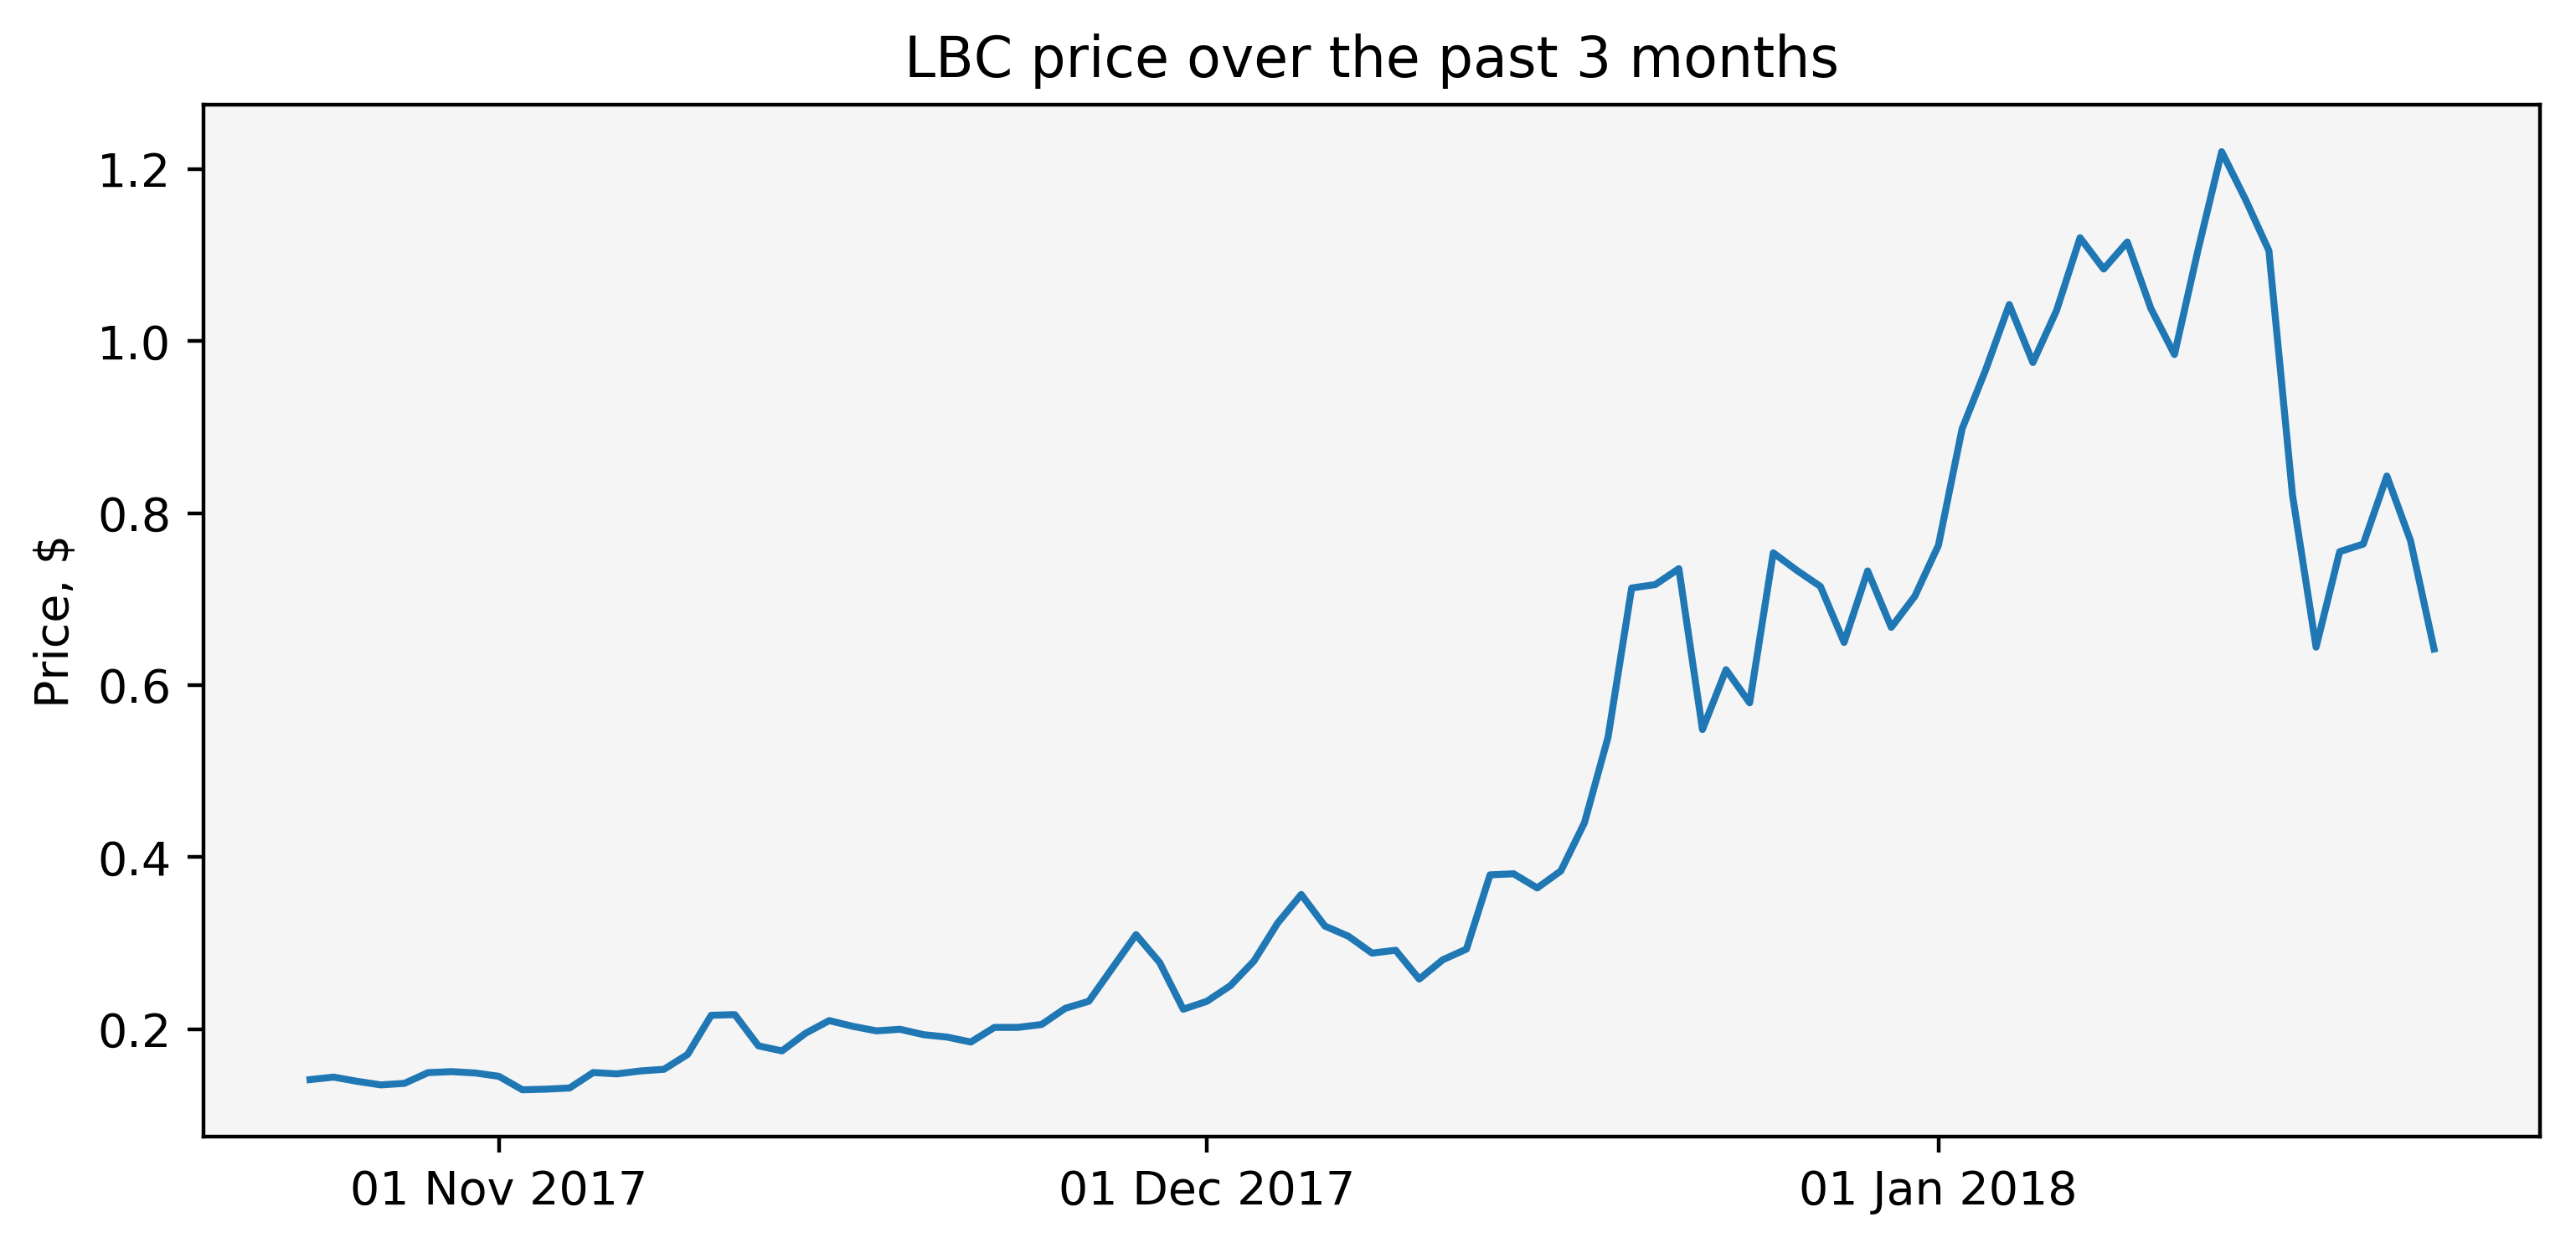 LBC price over the past 3 months
Price, $
1.2
1.0
0.8
0.6
0.4
0.2
01 Nov 2017
01 Dec 2017
01 Jan 2018